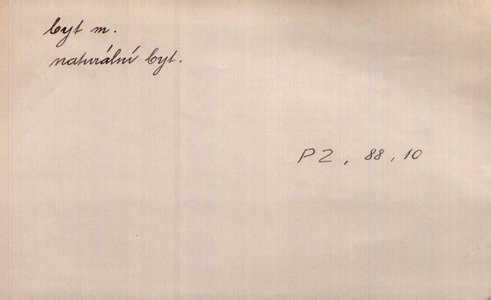 byt m.
naturální byt.
P2, 88, 10